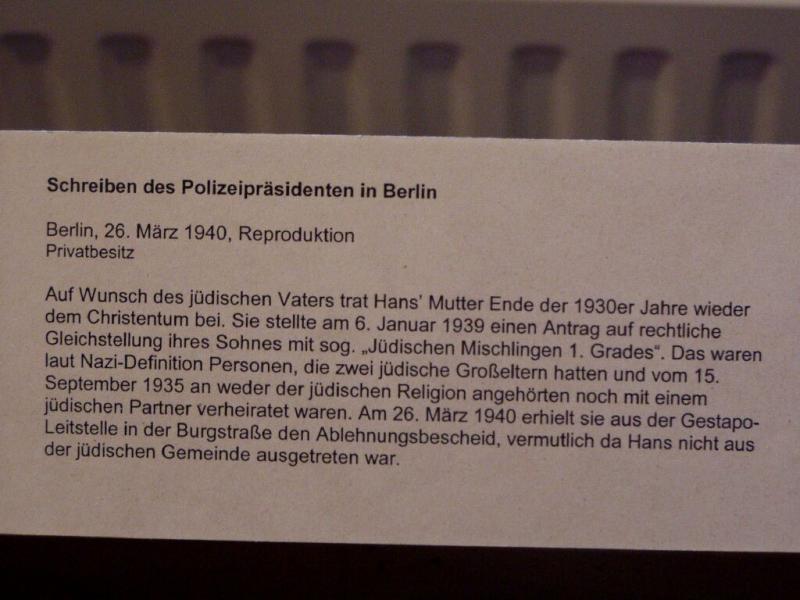 Schreiben des Polizeipräsidenten in Berlin
Berlin, 26. März 1940, Reproduktion
Privatbesitz
Auf Wunsch des jüdischen Vaters trat Hans' Mutter Ende der 1930er Jahre wieder
dem Christentum bei. Sie stellte am 6. Januar 1939 einen Antrag auf rechtliche
Gleichstellung ihres Sohnes mit sog. „Jüdischen Mischlingen 1. Grades“. Das waren
laut Nazi-Definition Personen, die zwei jüdische Großeltern hatten und vom 15.
September 1935 an weder der jüdischen Religion angehörten noch mit einem
jüdischen Partner verheiratet waren. Am 26. März 1940 erhielt sie aus der Gestapo-
Leitstelle in der Burgstraße den Ablehnungsbescheid, vermutlich da Hans nicht aus
der jüdischen Gemeinde ausgetreten war.